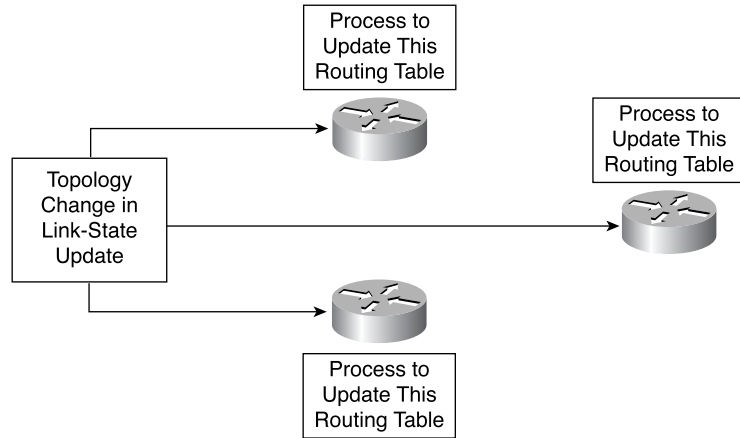 Process to
Update This
Routing Table
Process to
Update This
Routing Table
Topology
Change in
Link-State
Update
Process to
Update This
Routing Table